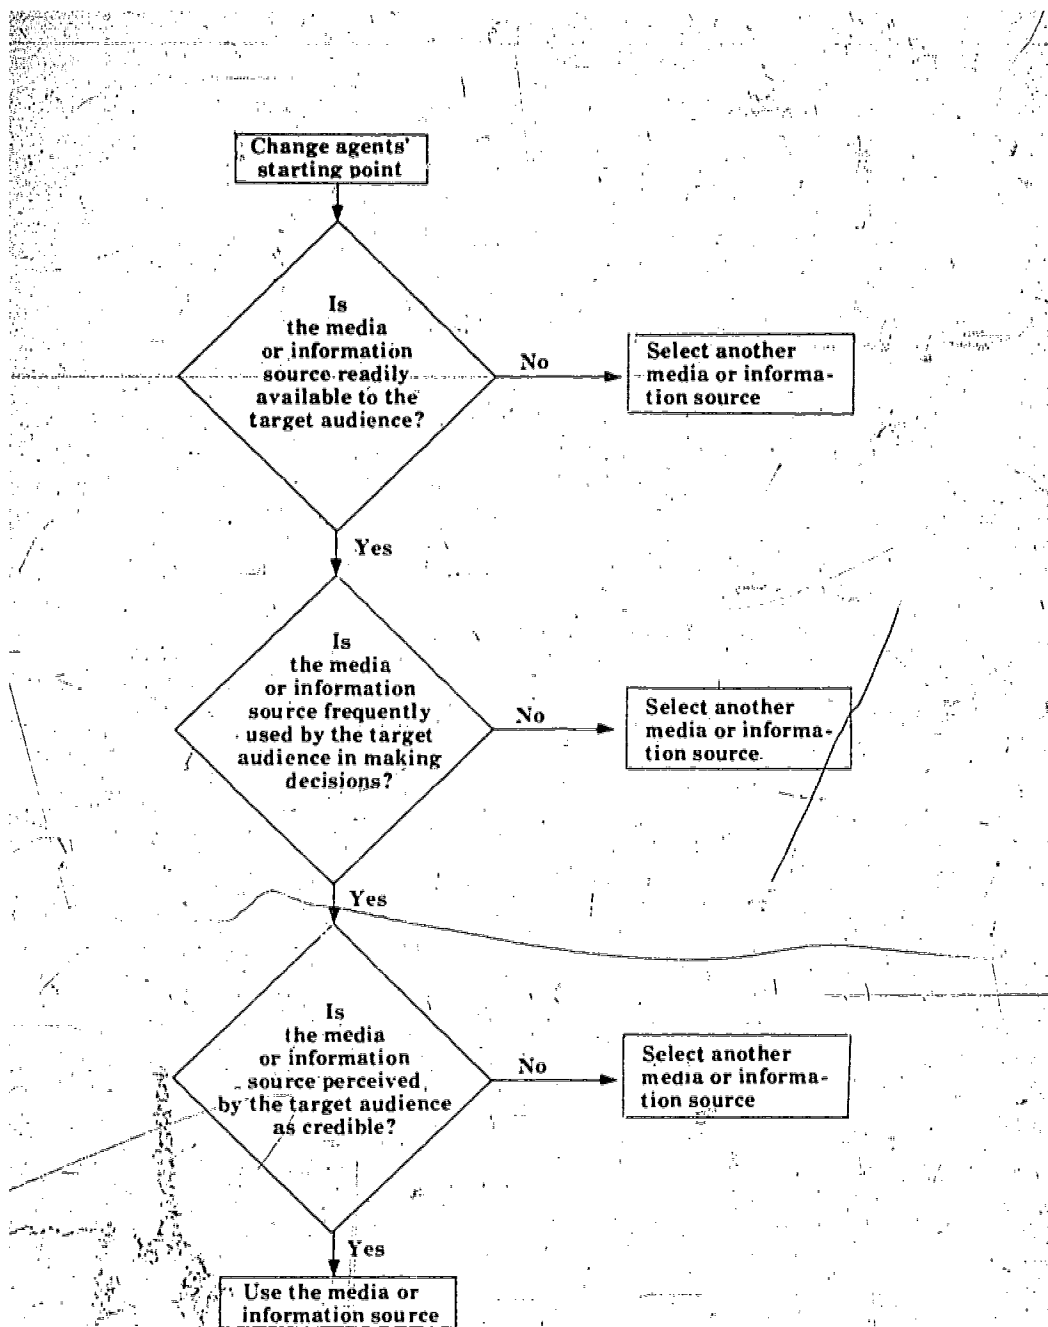 Change agents'
starting point
Is
the media
or information
source readily
available to the
target audience?
No
Select another
media or informa-
tion source
Yes
Is
the media
or information
source frequently
used by the target
audience in making
decisions?
No
Select another
media or informa-
tion source
Yes
Is
the media
or information
source perceived
by the target audience
as credible?
No
Select another
media or informa-
tion source
Yes
Use the media or
information source